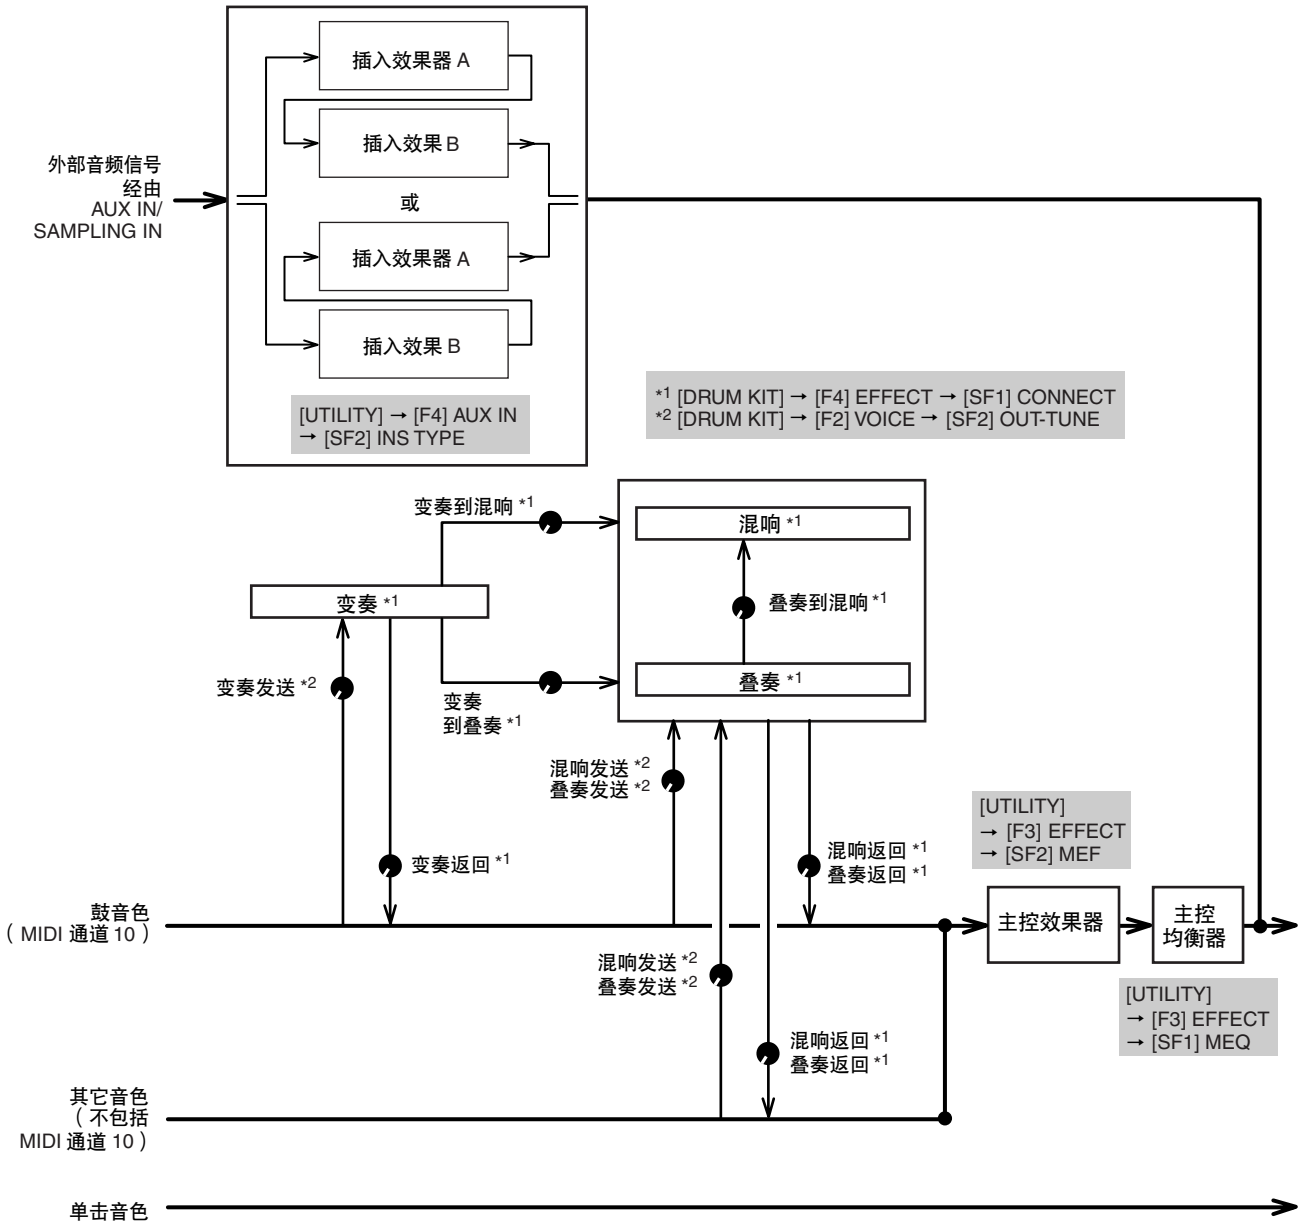 插入效果器 A
插入效果 B
外部音频信号
经由
AUX IN/
SAMPLING IN
或
插入效果器 A
插入效果 B
[UTILITY] → [F4] AUX IN
→ [SF2] INS TYPE
*1 [DRUM KIT] → [F4] EFFECT → [SF1] CONNECT
*2 [DRUM KIT] → [F2] VOICE → [SF2] OUT-TUNE
变奏到混响 *1
混响 *1
变奏 *1
叠奏到混响 *1
变奏发送 *2
叠奏 *1
变奏
到叠奏 *1
混响发送 *2
叠奏发送 *2
[UTILITY]
→ [F3] EFFECT
→ [SF2] MEF
变奏返回 *1
混响返回 *1
叠奏返回 *1
鼓音色
（ MIDI 通道 10 ）
主控效果器
主控
均衡器
混响发送 *2
叠奏发送 *2
[UTILITY]
→ [F3] EFFECT
→ [SF1] MEQ
混响返回 *1
叠奏返回 *1
其它音色
（ 不包括
MIDI 通道 10 ）
单击音色